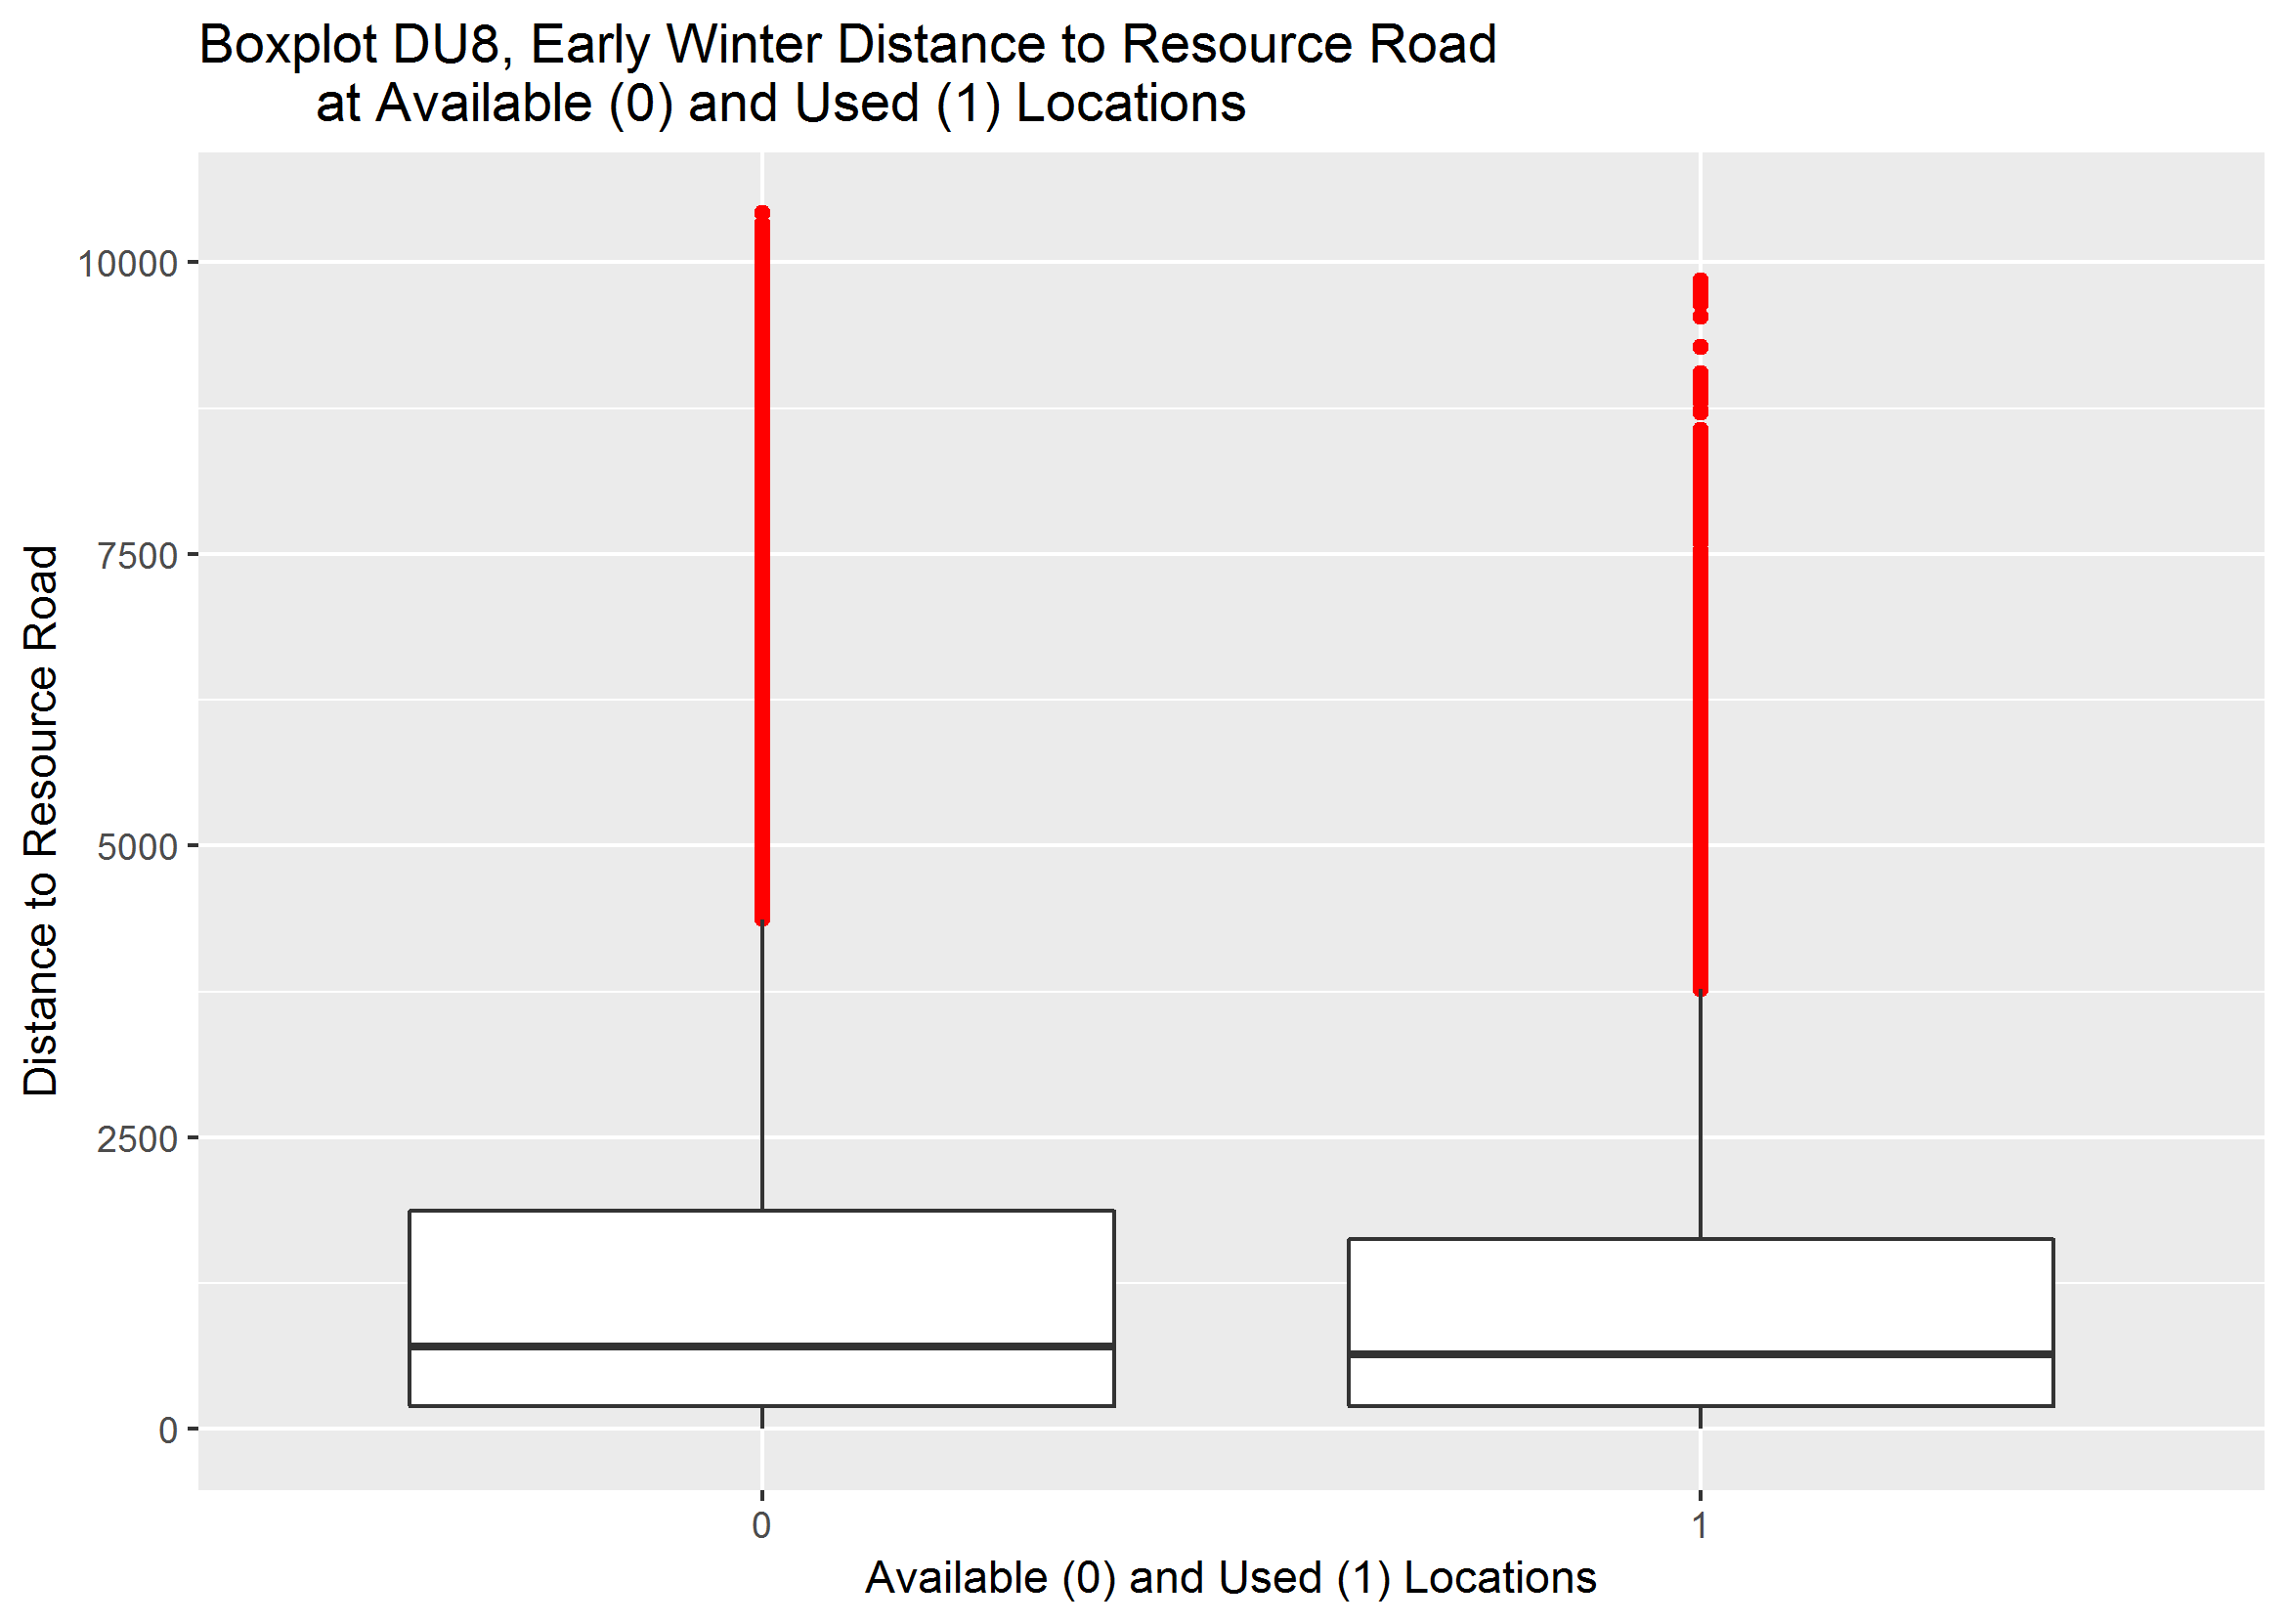 Boxplot DU8, Early Winter Distance to Resource Road
at Available (0) and Used (1) Locations
Distance to Resource Road
10000
7500
5000
2500
0
0
1
Available (0) and Used (1) Locations